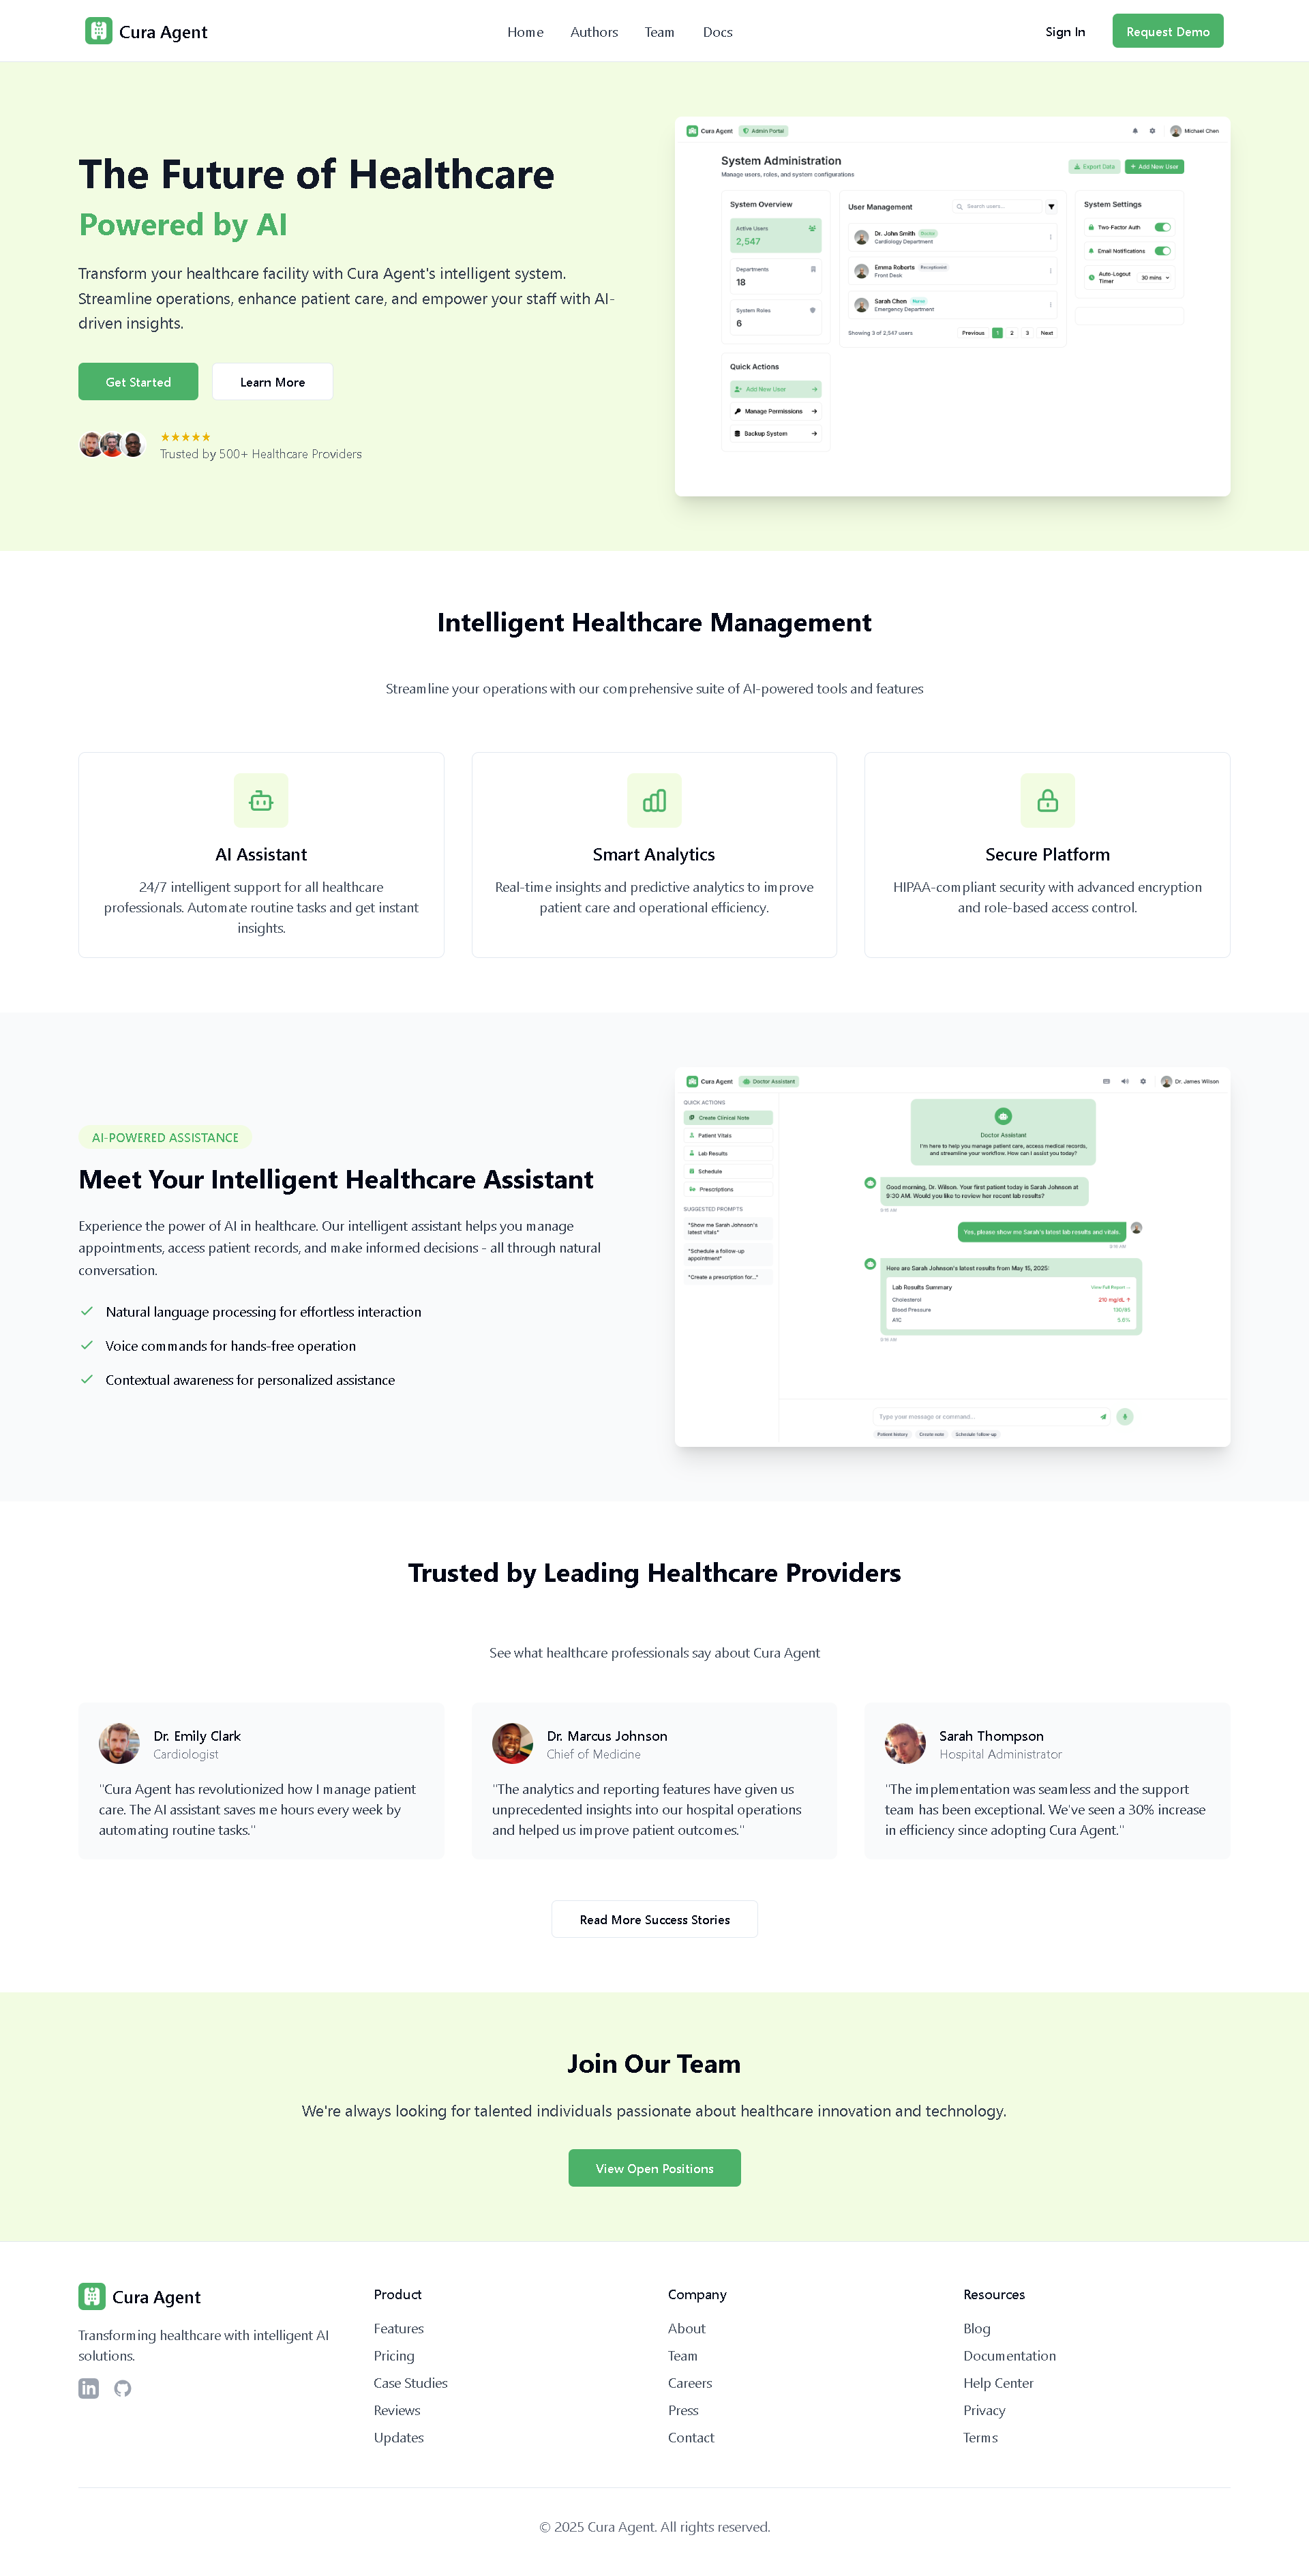 Cura Agent
Home
Authors
Team
Docs
Sign In
Request Demo
The Future of Healthcare
Powered by AI
Transform your healthcare facility with Cura Agent's intelligent system.
Streamline operations, enhance patient care, and empower your staff with AI-
driven insights.
Get Started
Learn More
★★★★★
Trusted by 500+ Healthcare Providers
Cura Agent
Admin Portal
Michael Chen
System Administration
Manage users, roles, and system configurations
Export Data
+ Add New User
System Overview
Active Users
2,547
Departments
18
System Roles
6
Quick Actions
Add New User
Manage Permissions
Backup System
User Management
Search users...
Dr. John Smith
Doctor
Cardiology Department
Emma Roberts
Receptionist
Front Desk
Sarah Chen
Nurse
Emergency Department
Showing 3 of 2,547 users
Previous
1
2
3
Next
System Settings
Two-Factor Auth
Email Notifications
Auto-Logout
Timer
30 mins
Intelligent Healthcare Management
Streamline your operations with our comprehensive suite of AI-powered tools and features
AI Assistant
24/7 intelligent support for all healthcare
professionals. Automate routine tasks and get instant
insights.
Smart Analytics
Real-time insights and predictive analytics to improve
patient care and operational efficiency.
Secure Platform
HIPAA-compliant security with advanced encryption
and role-based access control.
AI-POWERED ASSISTANCE
Meet Your Intelligent Healthcare Assistant
Experience the power of AI in healthcare. Our intelligent assistant helps you manage
appointments, access patient records, and make informed decisions - all through natural
conversation.
Natural language processing for effortless interaction
Voice commands for hands-free operation
Contextual awareness for personalized assistance
Cura Agent
Doctor Assistant
Dr. James Wilson
QUICK ACTIONS
Create Clinical Note
Patient Vitals
Lab Results
Schedule
Prescriptions
SUGGESTED PROMPTS
"Show me Sarah Johnson's
latest vitals"
"Schedule a follow-up
appointment"
"Create a prescription for..."
Doctor Assistant
I'm here to help you manage patient care, access medical records,
and streamline your workflow. How can I assist you today?
Good morning, Dr. Wilson. Your first patient today is Sarah Johnson at
9:30 AM. Would you like to review her recent lab results?
9:15 AM
Yes, please show me Sarah's latest lab results and vitals.
9:16 AM
Here are Sarah Johnson's latest results from May 15, 2025:
Lab Results Summary
View Full Report →
Cholesterol
210 mg/dL ↑
Blood Pressure
130/85
A1C
5.6%
9:16 AM
Type your message or command...
Patient history
Create note
Schedule follow-up
Trusted by Leading Healthcare Providers
See what healthcare professionals say about Cura Agent
Dr. Emily Clark
Cardiologist
"Cura Agent has revolutionized how I manage patient
care. The AI assistant saves me hours every week by
automating routine tasks."
Dr. Marcus Johnson
Chief of Medicine
"The analytics and reporting features have given us
unprecedented insights into our hospital operations
and helped us improve patient outcomes."
Sarah Thompson
Hospital Administrator
"The implementation was seamless and the support
team has been exceptional. We've seen a 30% increase
in efficiency since adopting Cura Agent."
Read More Success Stories
Join Our Team
We're always looking for talented individuals passionate about healthcare innovation and technology.
View Open Positions
Cura Agent
Transforming healthcare with intelligent AI
solutions.
in
Product
Features
Pricing
Case Studies
Reviews
Updates
Company
About
Team
Careers
Press
Contact
Resources
Blog
Documentation
Help Center
Privacy
Terms
© 2025 Cura Agent. All rights reserved.